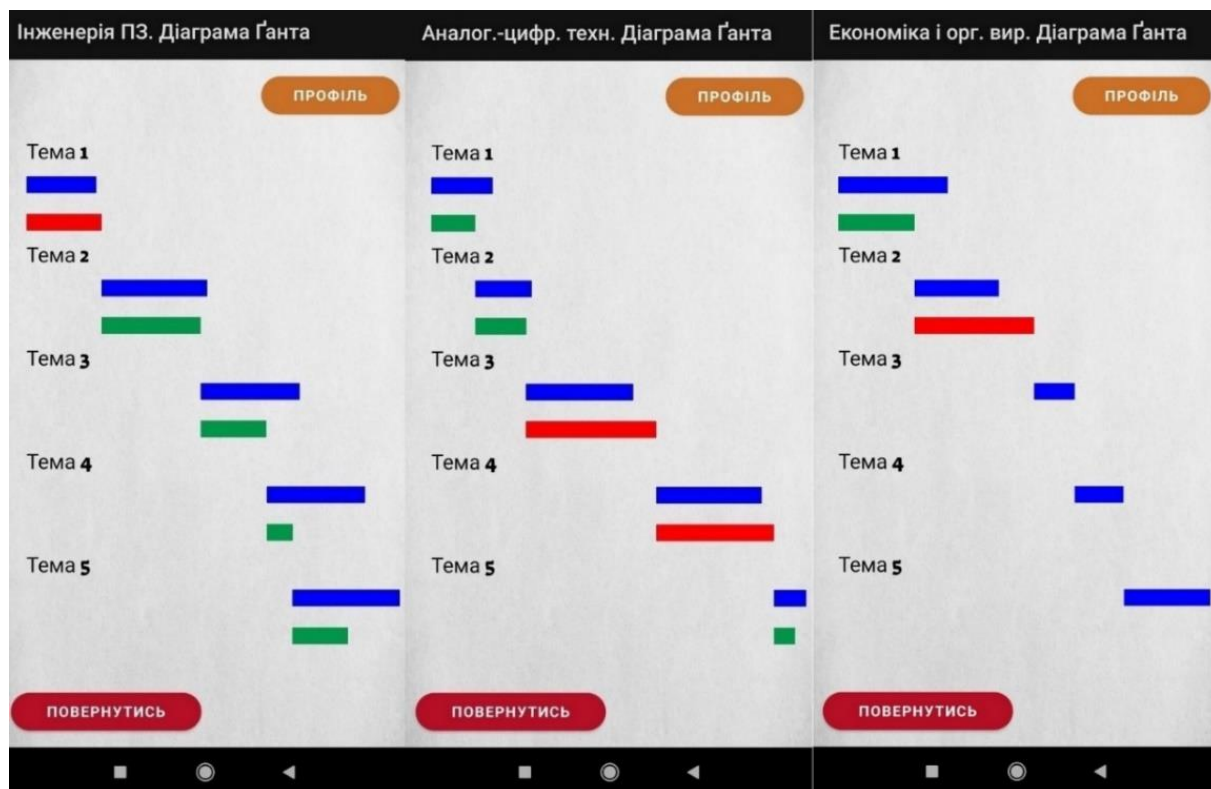 Інженерія ПЗ. Діаграма Ґанта
ПРОФІЛЬ
Тема 1
Тема 2
Тема 3
Тема 4
Тема 5
ПОВЕРНУТИСЬ
Аналог.-цифр. техн. Діаграма Ґанта
ПРОФІЛЬ
Тема 1
Тема 2
Тема 3
Тема 4
Тема 5
ПОВЕРНУТИСЬ
Економіка і орг. вир. Діаграма Ґанта
ПРОФІЛЬ
Тема 1
Тема 2
Тема 3
Тема 4
Тема 5
ПОВЕРНУТИСЬ